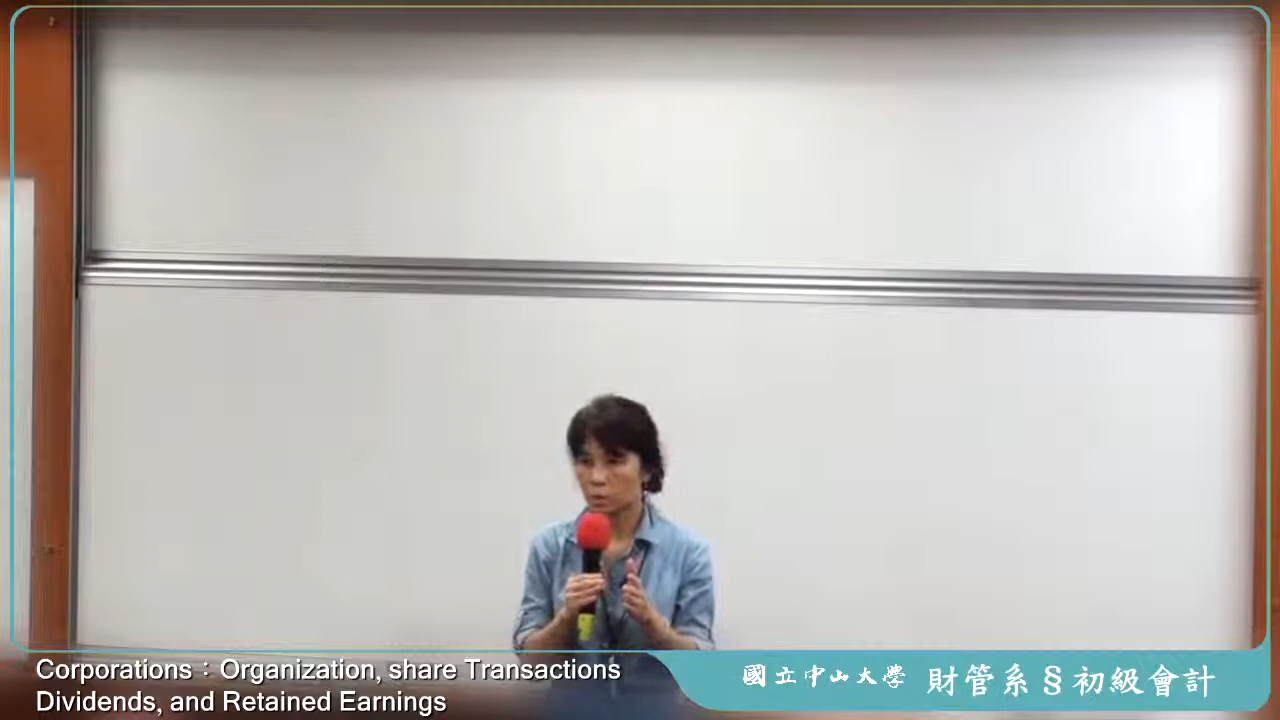 Corporations：Organization, share Transactions
Dividends, and Retained Earnings
國立中山大學 財管系§初級會計